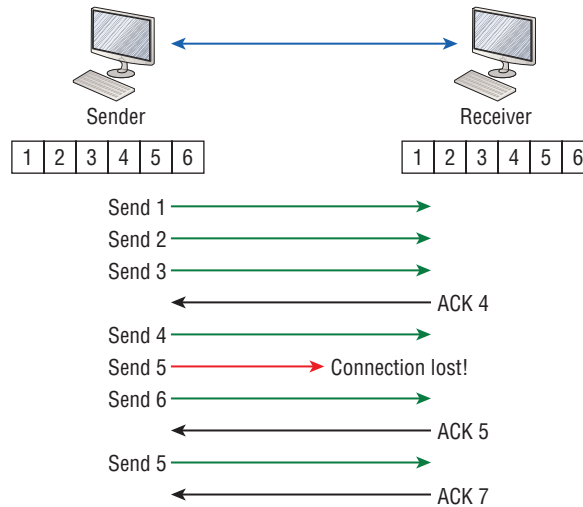 Sender Receiver
1 2 3 4 5 6 1 2 3 4 5 6
Send 1
Send 2
Send 3
ACK 4
Send 4
Send 5 Connection lost!
Send 6
ACK 5
Send 5
ACK 7